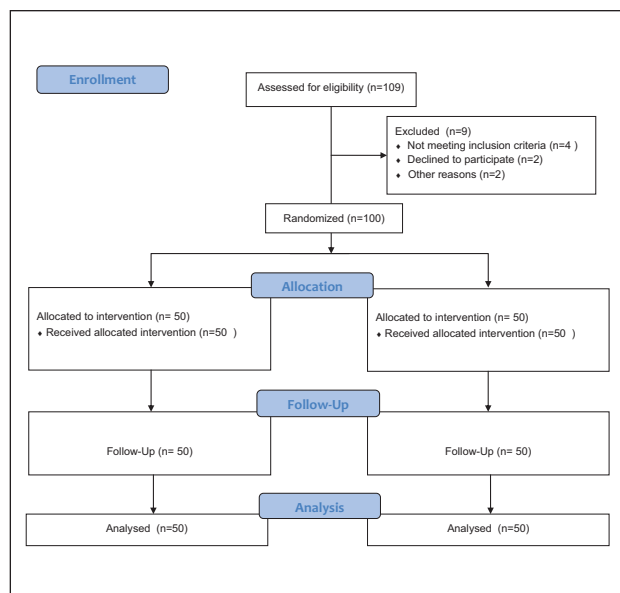 Enrollment
Assessed for eligibility (n=109)
Excluded (n=9)
♦ Not meeting inclusion criteria (n=4 )
♦ Declined to participate (n=2)
♦ Other reasons (n=2)
Randomized (n=100)
Allocation
Allocated to intervention (n= 50)
♦ Received allocated intervention (n=50 )
Allocated to intervention (n= 50)
♦ Received allocated intervention (n=50 )
Follow-Up
Follow-Up (n= 50)
Follow-Up (n= 50)
Analysis
Analysed (n=50)
Analysed (n=50)